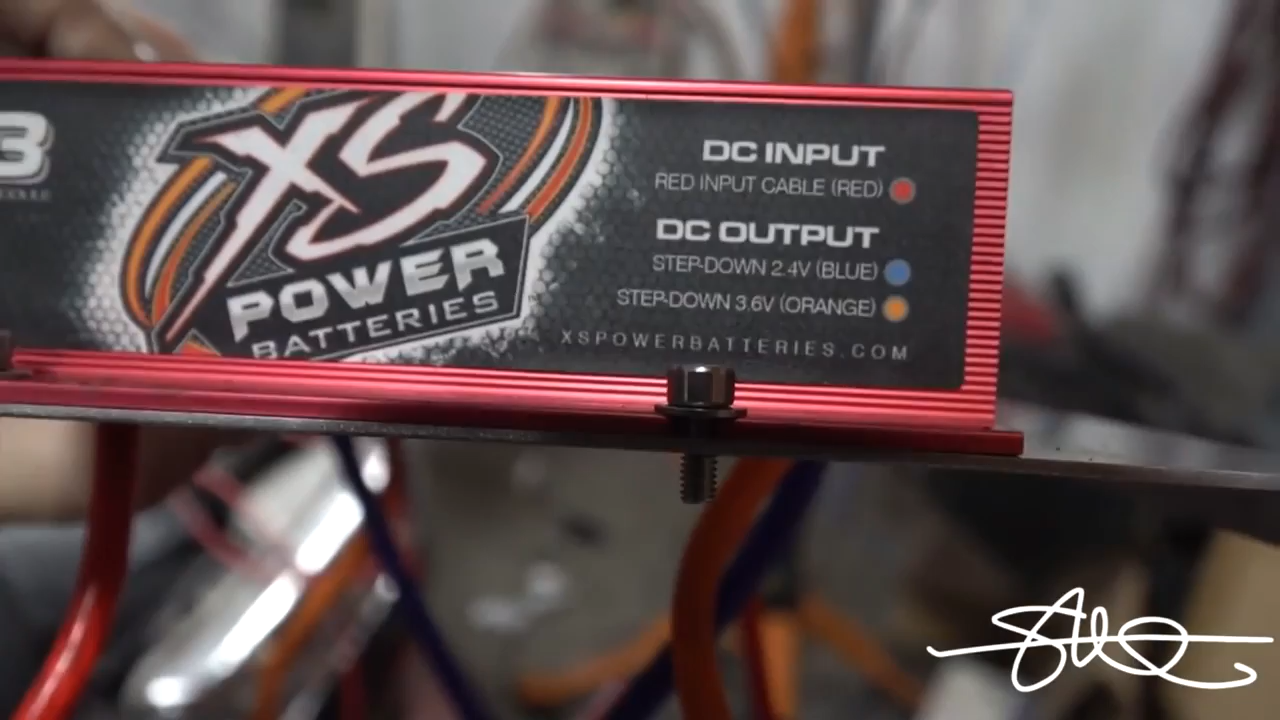 3
XS
POWER
BATTERIES
DC INPUT
RED INPUT CABLE (RED)
DC OUTPUT
STEP-DOWN 2.4V (BLUE)
STEP-DOWN 3.6V (ORANGE)
XSPOWERBATTERIES.COM